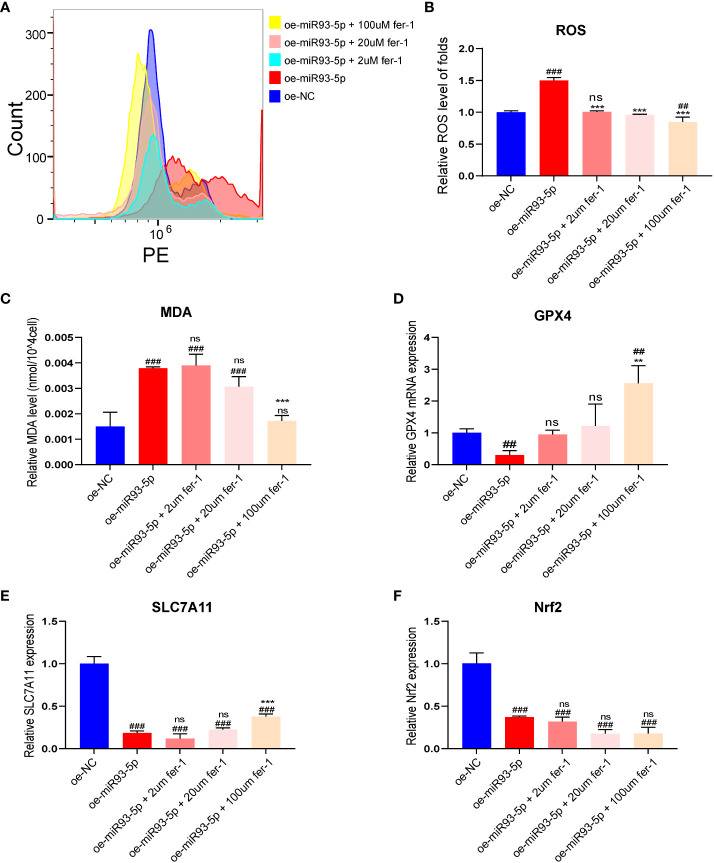 A
300
200
100
0
Count
10^6
PE
oe-miR93-5p + 100uM fer-1
oe-miR93-5p + 20uM fer-1
oe-miR93-5p + 2uM fer-1
oe-miR93-5p
oe-NC
B
ROS
Relative ROS level of folds
2.0
1.5
1.0
0.5
0.0
###
ns
***
***
##
***
oe-NC
oe-miR93-5p
oe-miR93-5p + 2um fer-1
oe-miR93-5p + 20um fer-1
oe-miR93-5p + 100um fer-1
C
MDA
Relative MDA level (nmol/10^4cell)
0.005
0.004
0.003
0.002
0.001
0.000
###
ns
###
ns
###
***
ns
oe-NC
oe-miR93-5p
oe-miR93-5p + 2um fer-1
oe-miR93-5p + 20um fer-1
oe-miR93-5p + 100um fer-1
D
GPX4
Relative GPX4 mRNA expression
4
3
2
1
0
##
ns
ns
##
**
oe-NC
oe-miR93-5p
oe-miR93-5p + 2um fer-1
oe-miR93-5p + 20um fer-1
oe-miR93-5p + 100um fer-1
E
SLC7A11
Relative SLC7A11 expression
1.5
1.0
0.5
0.0
###
ns
###
ns
###
***
###
oe-NC
oe-miR93-5p
oe-miR93-5p + 2um fer-1
oe-miR93-5p + 20um fer-1
oe-miR93-5p + 100um fer-1
F
Nrf2
Relative Nrf2 expression
1.5
1.0
0.5
0.0
###
ns
###
ns
###
ns
###
oe-NC
oe-miR93-5p
oe-miR93-5p + 2um fer-1
oe-miR93-5p + 20um fer-1
oe-miR93-5p + 100um fer-1